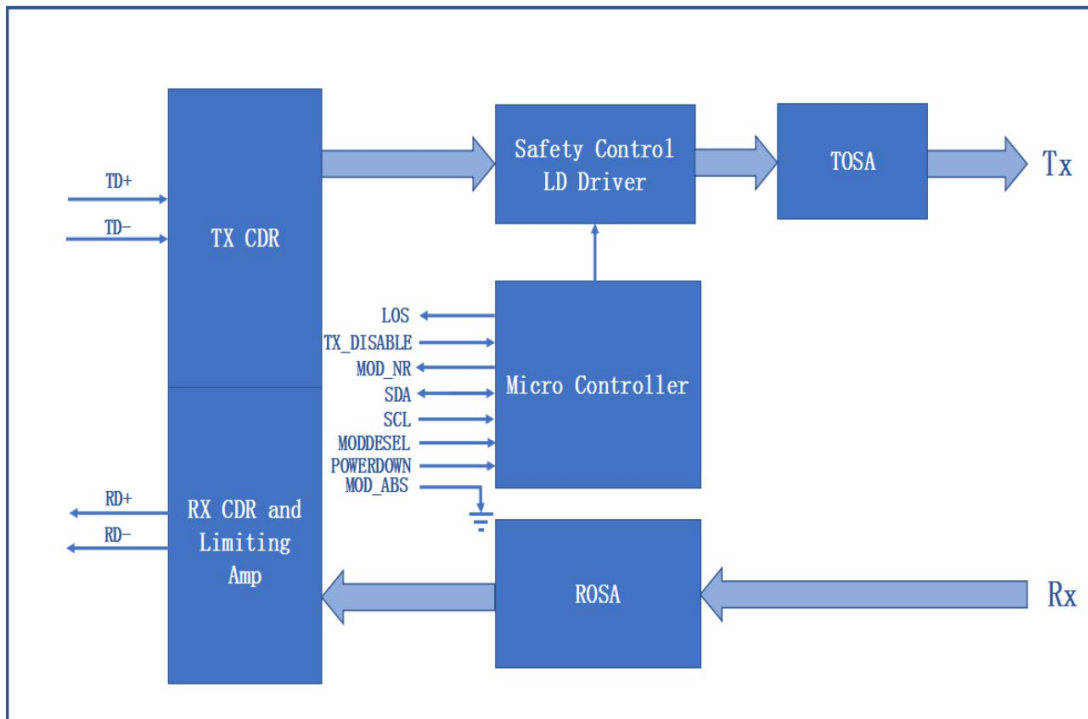 TD+
TD-
TX CDR
Safety Control
LD Driver
TOSA
Tx
LOS
TX_DISABLE
MOD_NR
SDA
SCL
MODDESEL
POWERDOWN
MOD_ABS
Micro Controller
RD+
RD-
RX CDR and
Limiting
Amp
ROSA
Rx